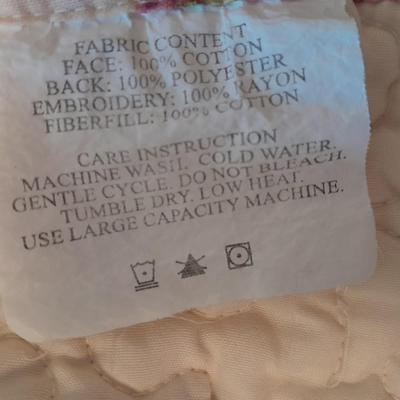 FABRIC CONTENT
FACE: 100% COTTON
BACK: 100% POLYESTER
EMBROIDERY: 100% RAYON
FIBERFILL: 100% COTTON
CARE INSTRUCTION
MACHINE WASH. COLD WATER.
GENTLE CYCLE. DO NOT BLEACH.
TUMBLE DRY. LOW HEAT.
USE LARGE CAPACITY MACHINE.